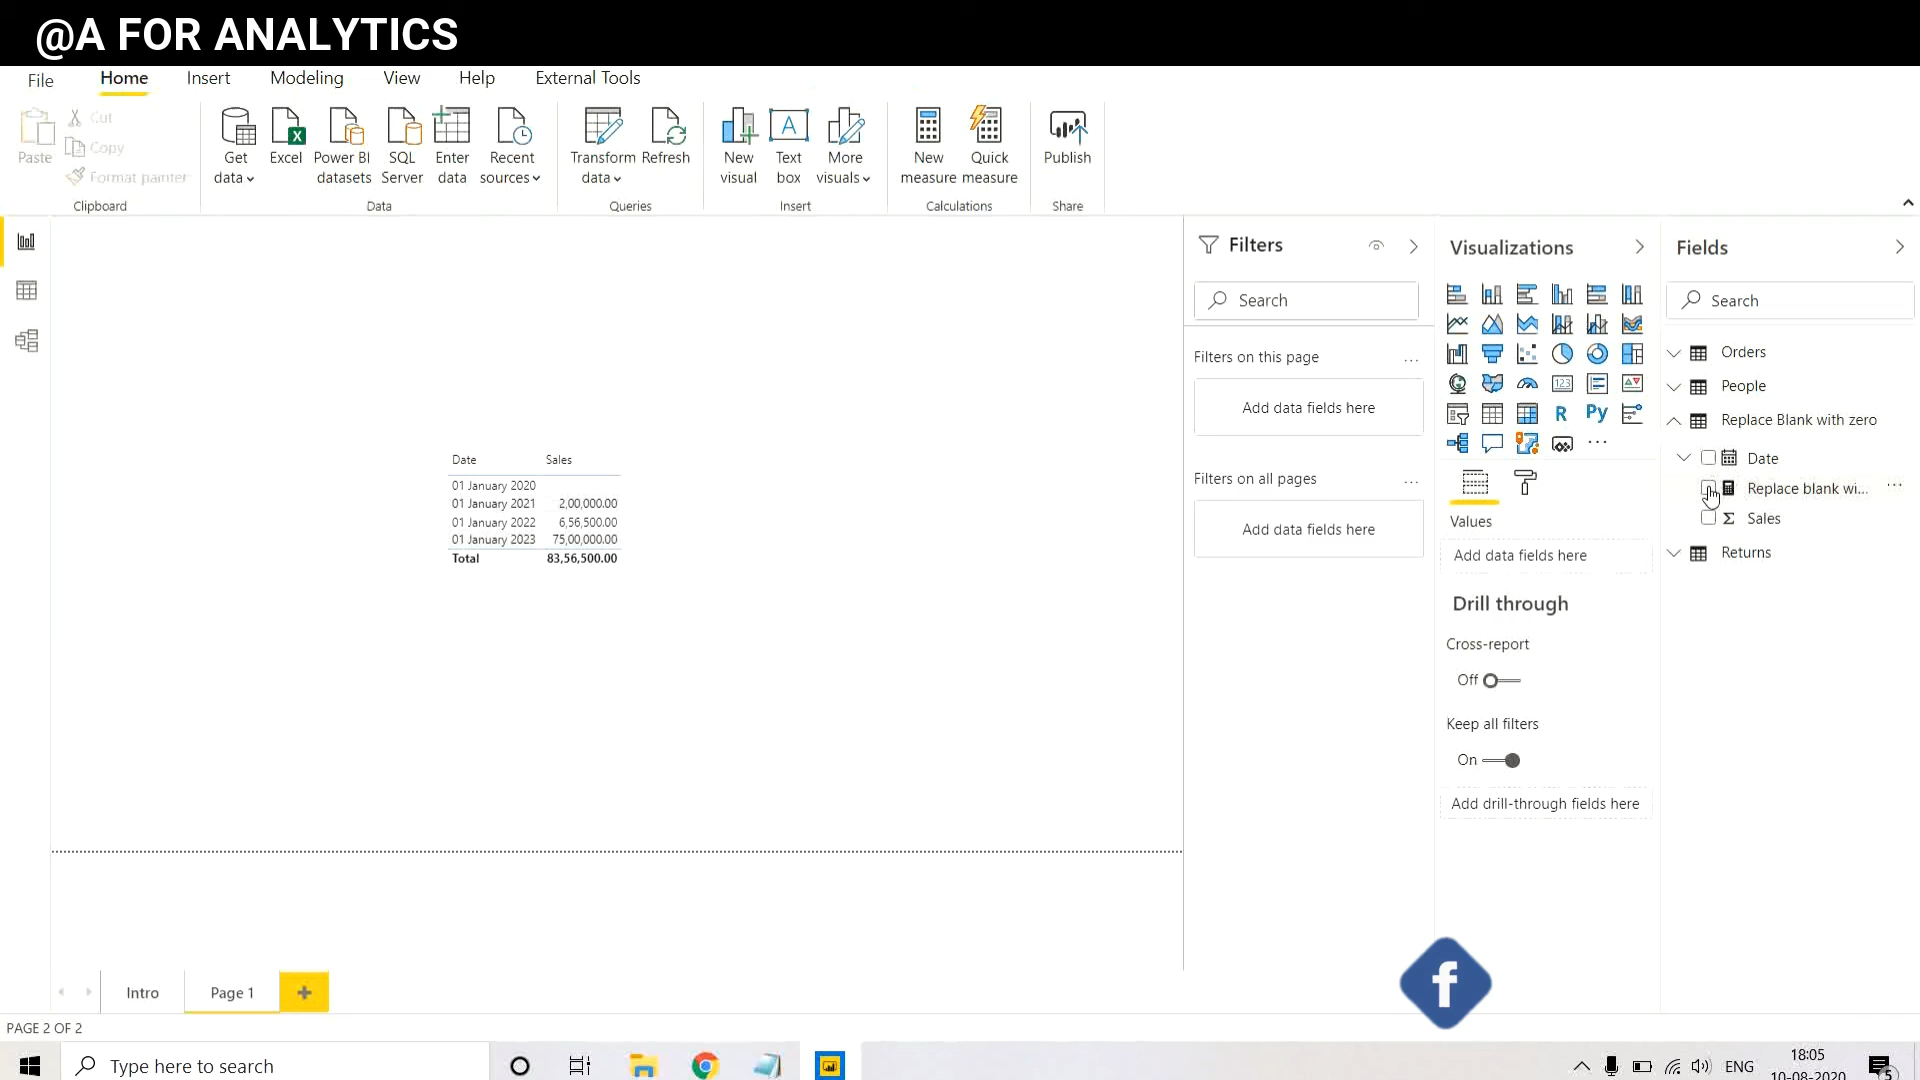 @A FOR ANALYTICS
File Home Insert Modeling View Help External Tools
Paste
Cut
Copy
Format painter
Clipboard
Get data
Excel
Power BI datasets
SQL Server
Enter data
Recent sources
Data
Transform data
Refresh
Queries
New visual
Text box
More visuals
Insert
New measure
Quick measure
Calculations
Publish
Share
Date Sales
01 January 2020
01 January 2021 2,00,000.00
01 January 2022 6,56,500.00
01 January 2023 75,00,000.00
Total 83,56,500.00
Filters
Search
Filters on this page ...
Add data fields here
Filters on all pages ...
Add data fields here
Visualizations
123
R
Py
...
Values
Add data fields here
Drill through
Cross-report
Off
Keep all filters
On
Add drill-through fields here
Fields
Search
Orders
People
Replace Blank with zero
Date
Replace blank wi... ...
Σ Sales
Returns
f
Intro
Page 1
+
PAGE 2 OF 2
Type here to search
ENG
18:05
10-08-2020
5